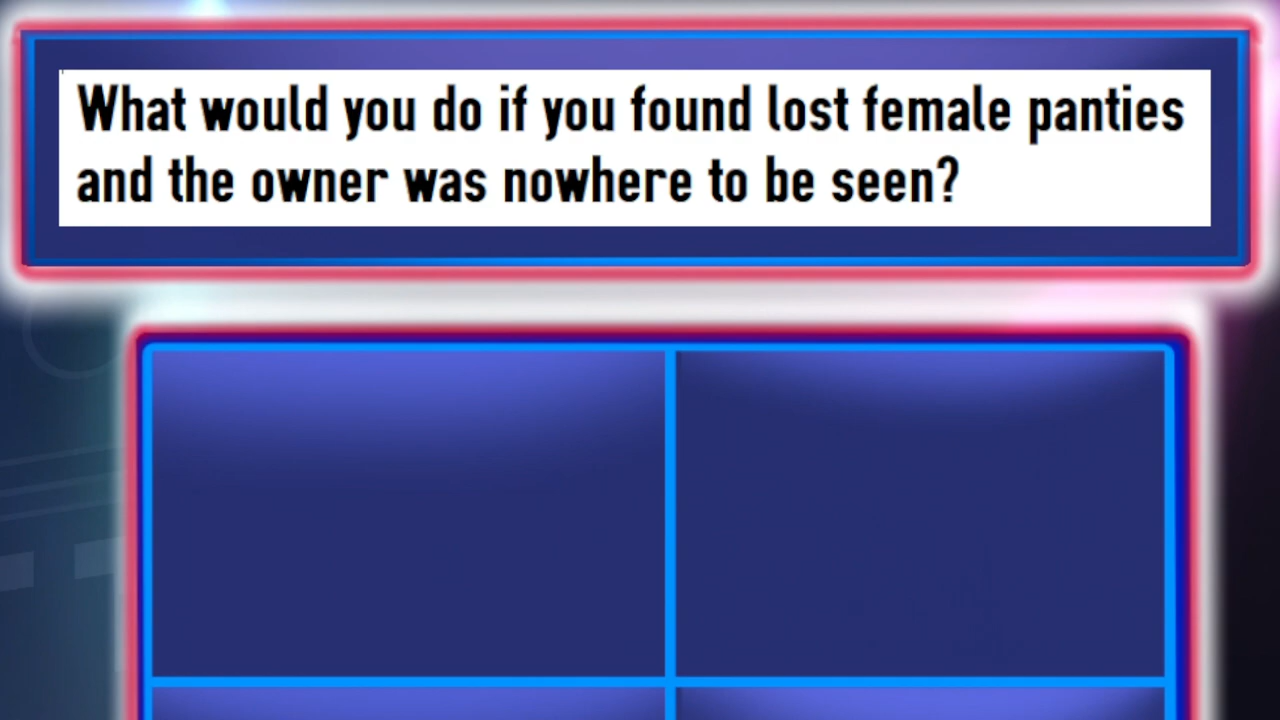 What would you do if you found lost female panties
and the owner was nowhere to be seen?